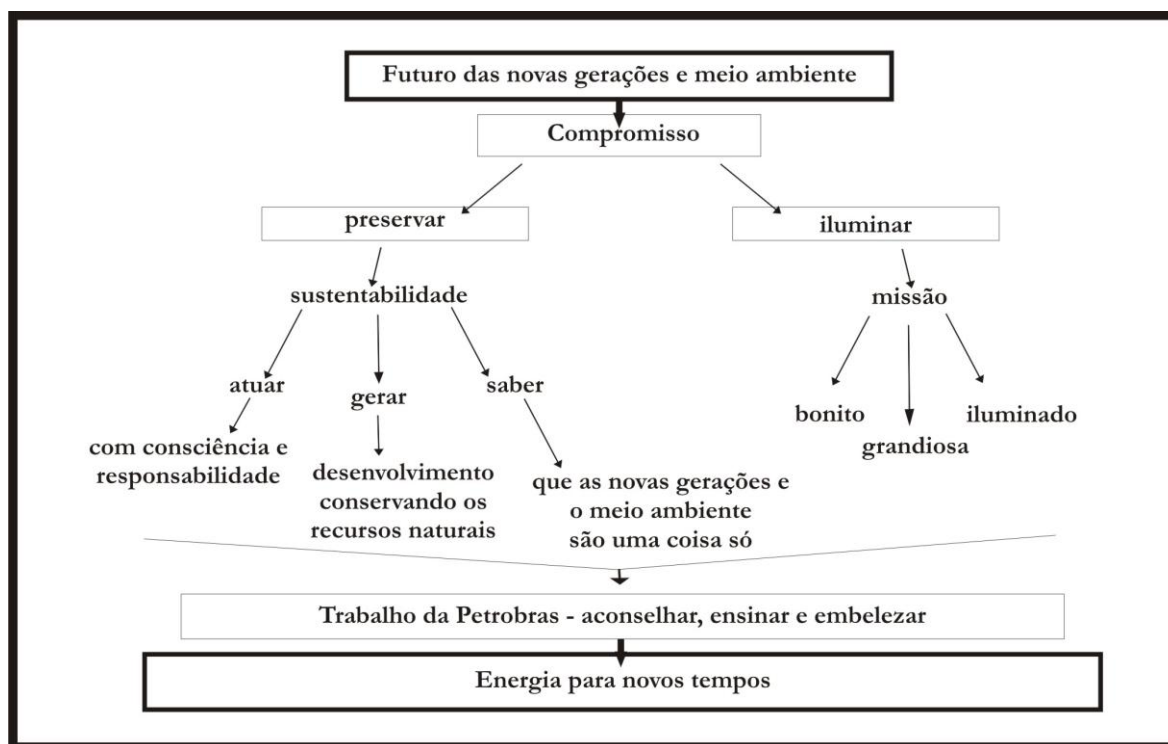 Futuro das novas gerações e meio ambiente
Compromisso
preservar
iluminar
sustentabilidade
missão
atuar
gerar
saber
bonito
grandiosa
iluminado
com consciência e
responsabilidade
desenvolvimento
conservando os
recursos naturais
que as novas gerações e
o meio ambiente
são uma coisa só
Trabalho da Petrobras - aconselhar, ensinar e embelezar
Energia para novos tempos